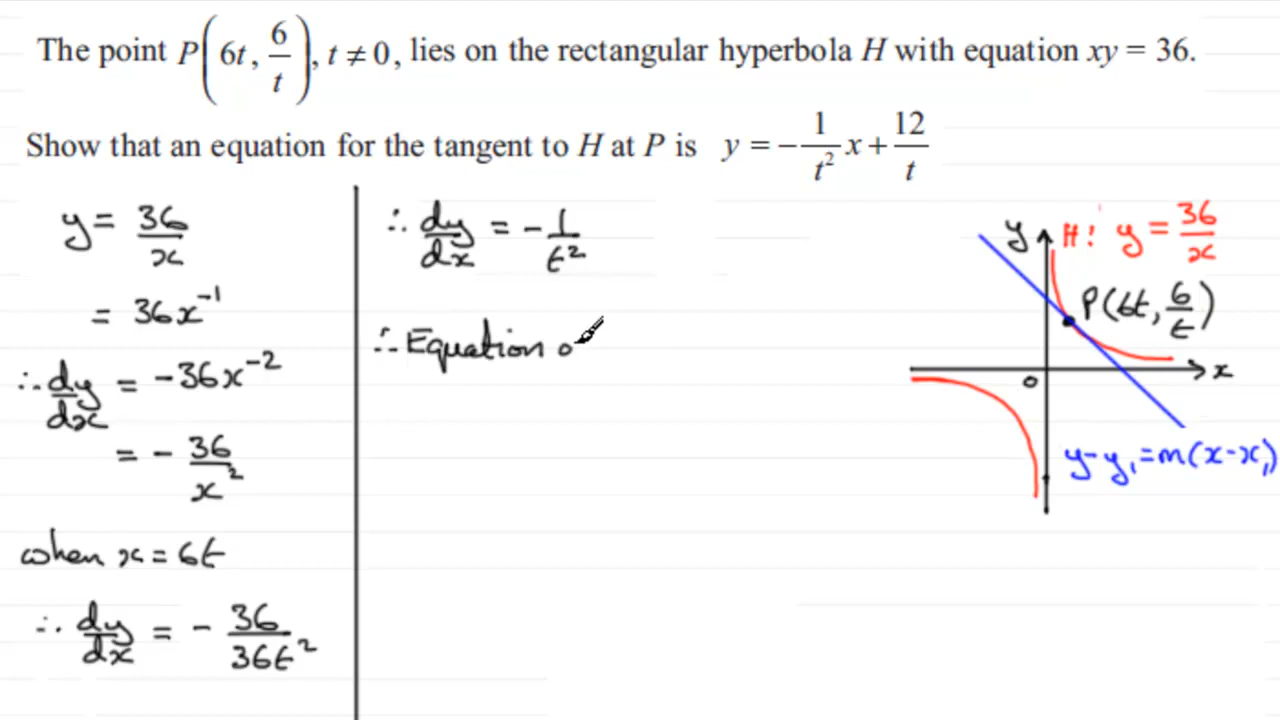 The point P(6t, 6/t), t ≠ 0, lies on the rectangular hyperbola H with equation xy = 36.
Show that an equation for the tangent to H at P is y = -1/t² x + 12/t
y = 36/x
= 36x⁻¹
∴ dy/dx = -36x⁻²
= - 36/x²
when x = 6t
∴ dy/dx = - 36/36t²
∴ dy/dx = - 1/t²
∴ Equation o
y
H: y = 36/x
P(6t, 6/t)
0
x
y-y₁=m(x-x₁)